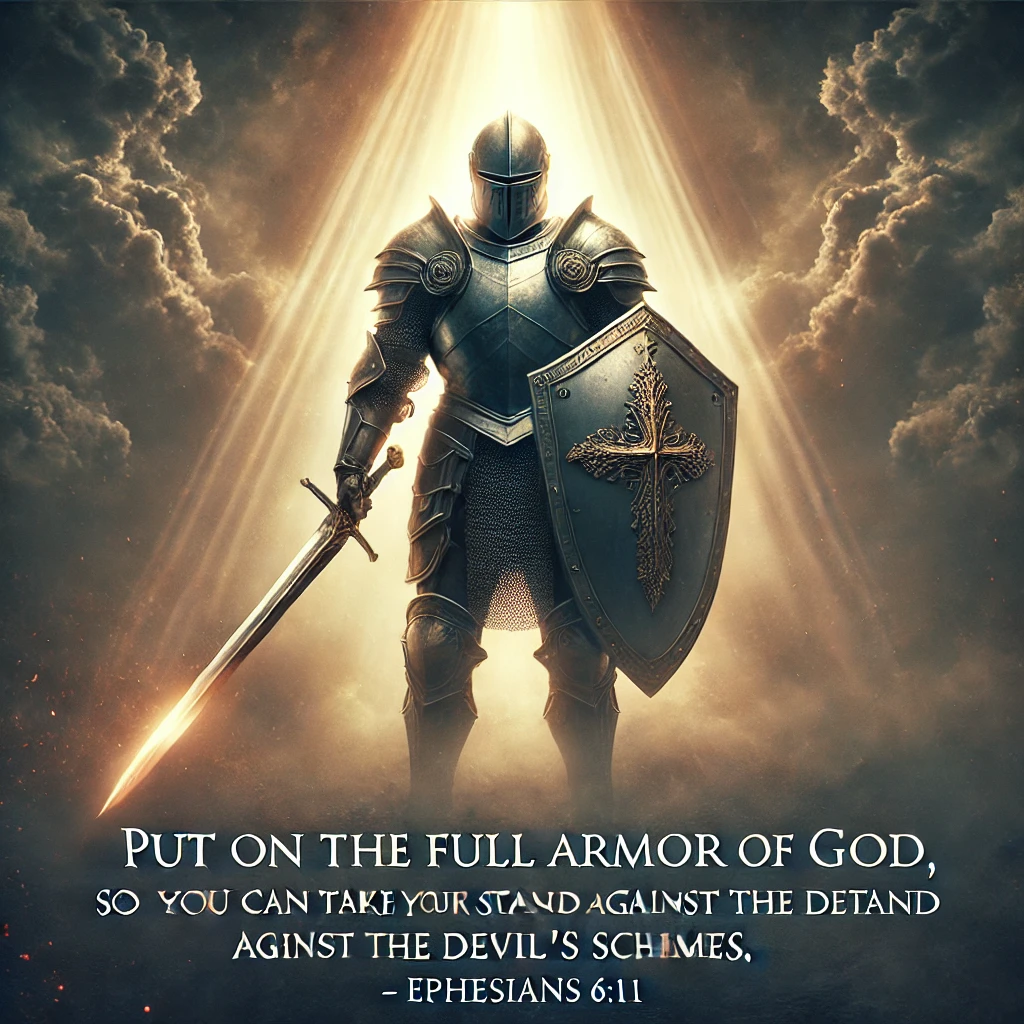 Put on the full armor of God,
so you can take your stand against the detand
aginst the devil's schimes.
– Ephesians 6:11